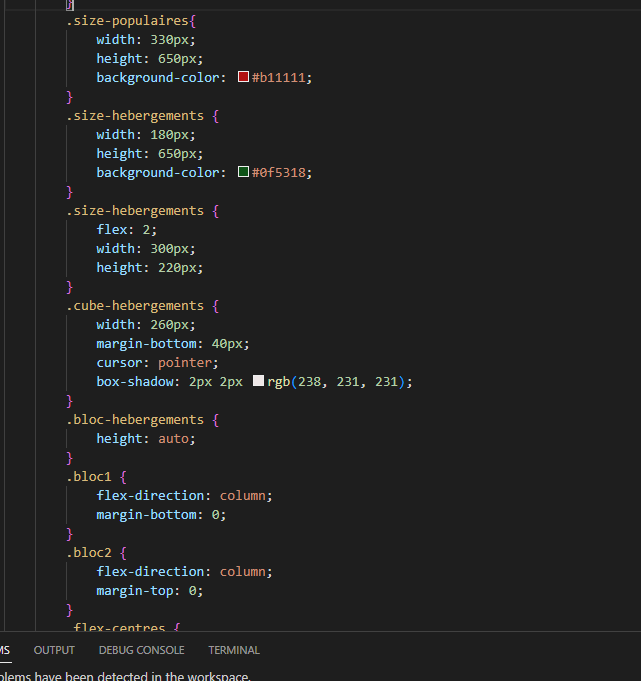 }
.size-populaires{
width: 330px;
height: 650px;
background-color: #b11111;
}
.size-hebergements {
width: 180px;
height: 650px;
background-color: #0f5318;
}
.size-hebergements {
flex: 2;
width: 300px;
height: 220px;
}
.cube-hebergements {
width: 260px;
margin-bottom: 40px;
cursor: pointer;
box-shadow: 2px 2px rgb(238, 231, 231);
}
.bloc-hebergements {
height: auto;
}
.bloc1 {
flex-direction: column;
margin-bottom: 0;
}
.bloc2 {
flex-direction: column;
margin-top: 0;
}
.flex-centres {
MS OUTPUT DEBUG CONSOLE TERMINAL
blems have been detected in the workspace.